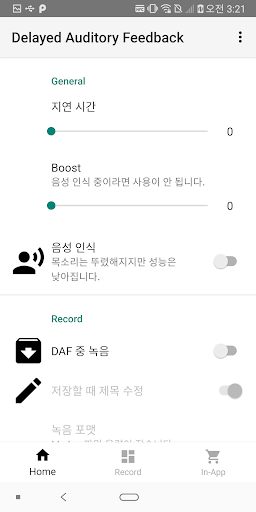 오전 3:21
Delayed Auditory Feedback
General
지연 시간
0
Boost
음성 인식 중이라면 사용이 안 됩니다.
0
음성 인식
목소리는 뚜렸해지지만 성능은
낮아집니다.
Record
DAF 중 녹음
저장할 때 제목 수정
녹음 포맷
Home
Record
In-App